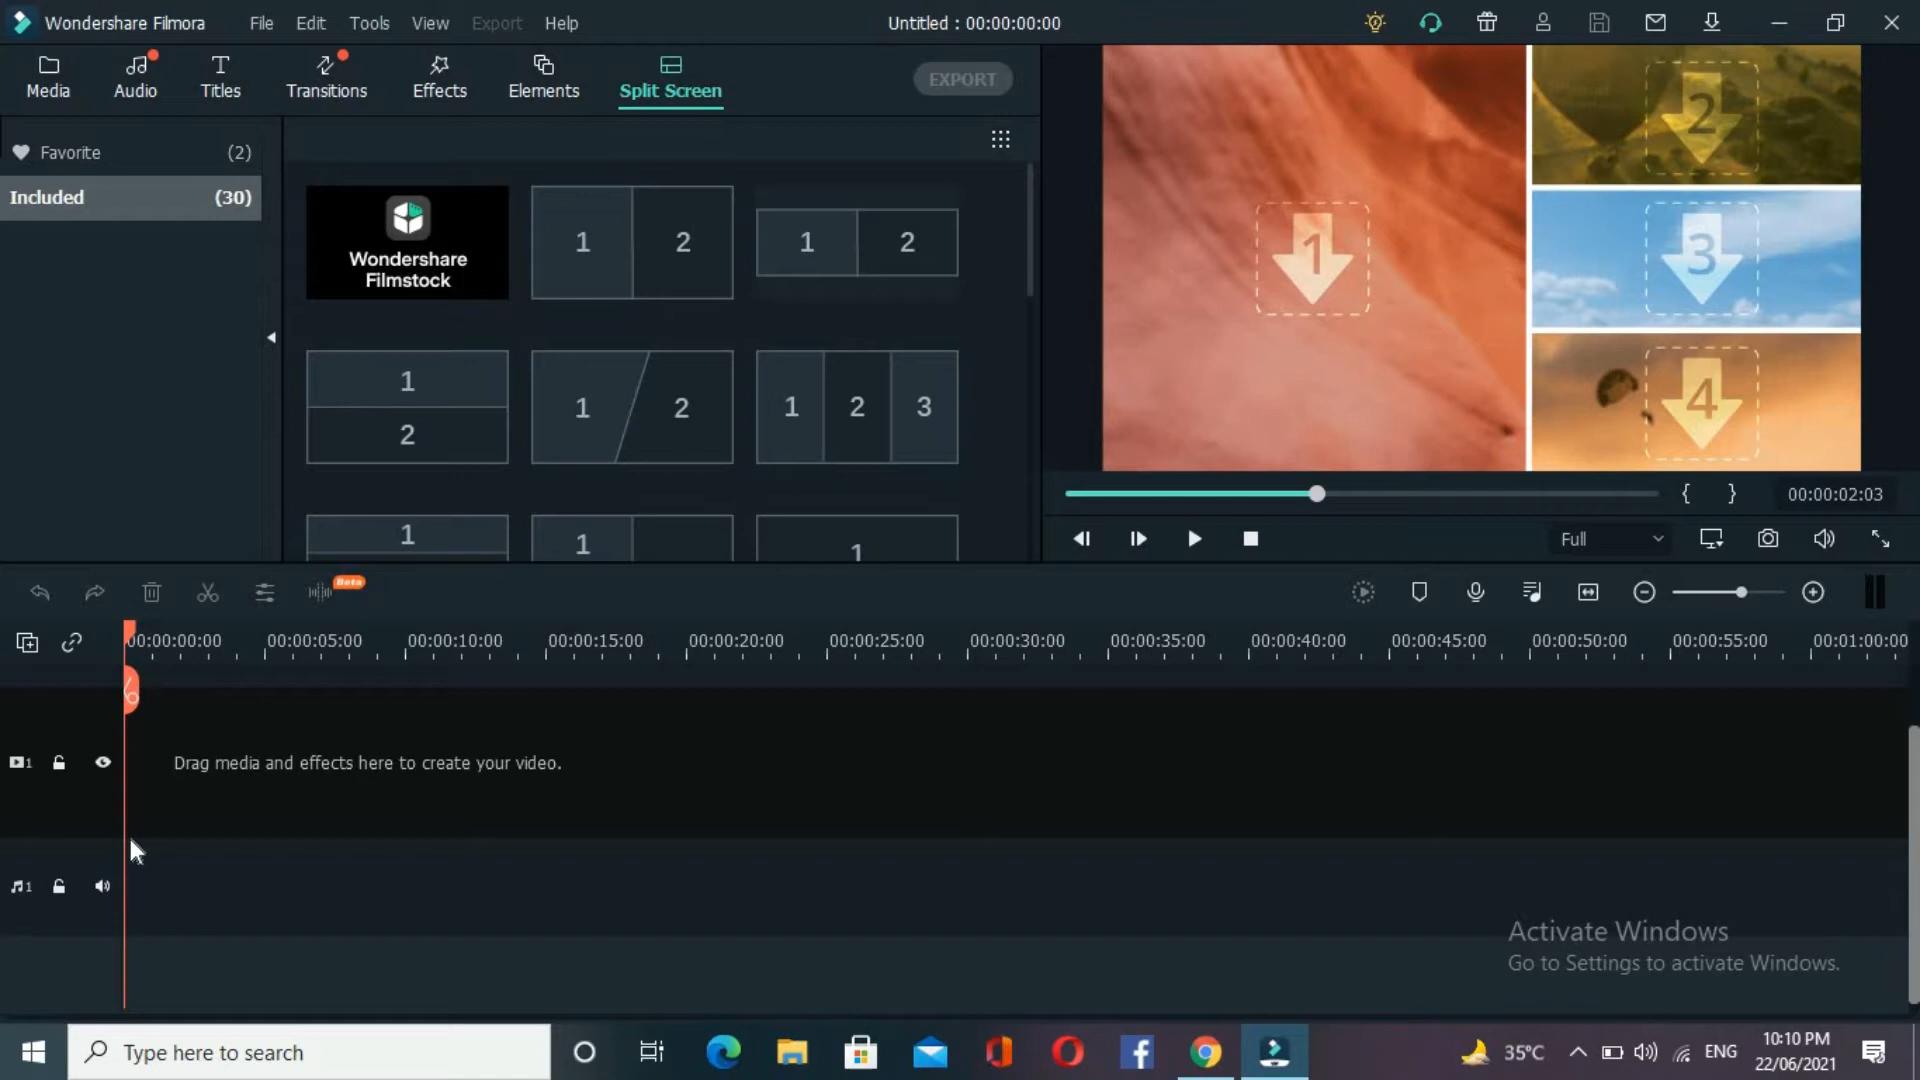 Wondershare Filmora File Edit Tools View Export Help Untitled : 00:00:00:00
Media Audio Titles Transitions Effects Elements Split Screen EXPORT
Favorite (2)
Included (30)
Wondershare
Filmstock
1 2
1 2
1
2
1 2
1 2 3
1
1
1
1
2
3
4
00:00:02:03
Full
Beta
00:00:00:00 00:00:05:00 00:00:10:00 00:00:15:00 00:00:20:00 00:00:25:00 00:00:30:00 00:00:35:00 00:00:40:00 00:00:45:00 00:00:50:00 00:00:55:00 00:01:00:00
1 Drag media and effects here to create your video.
1
Activate Windows
Go to Settings to activate Windows.
Type here to search
35°C ENG 10:10 PM
22/06/2021